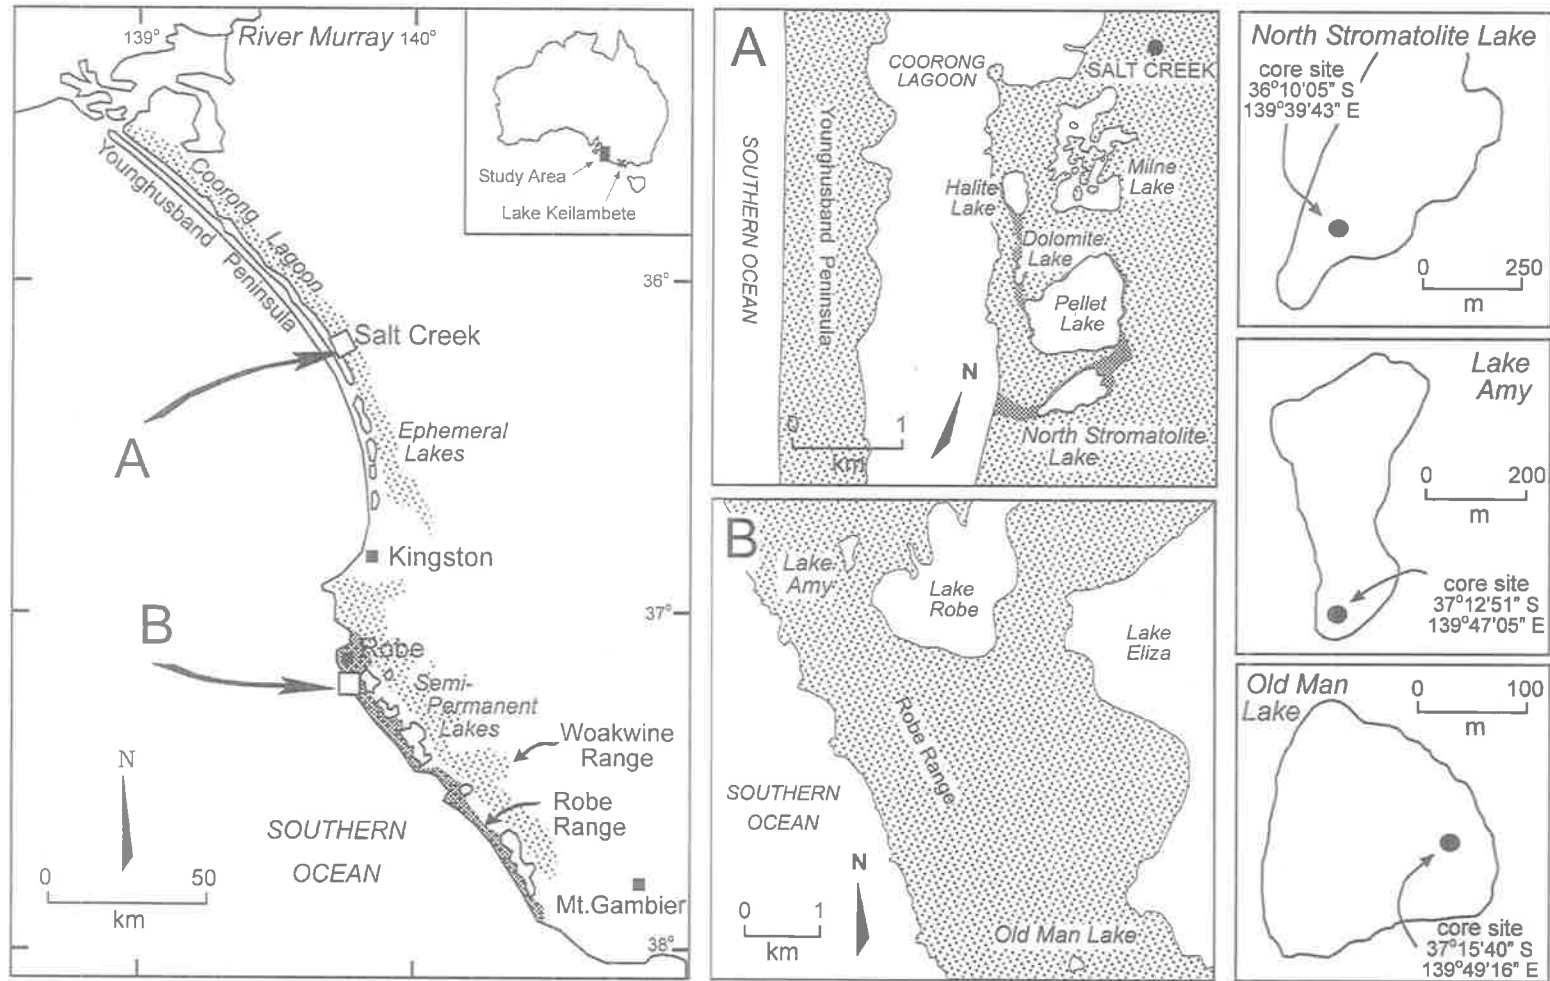 139°
River Murray
140°
Study Area
Lake Keilambete
Coorong
Lagoon
Younghusband
Peninsula
36°
Salt Creek
A
Ephemeral
Lakes
Kingston
37°
B
Robe
Semi-
Permanent
Lakes
Woakwine
Range
N
Robe
Range
SOUTHERN
OCEAN
0 50
km
Mt.Gambier
38°
A
COORONG
LAGOON
SALT CREEK
SOUTHERN OCEAN
Younghusband Peninsula
Milne
Lake
Halite
Lake
Dolomite
Lake
Pellet
Lake
N
0 1
km
North Stromatolite
Lake
B
Lake
Amy
Lake
Robe
Lake
Eliza
Robe Range
SOUTHERN
OCEAN
N
0 1
km
Old Man Lake
North Stromatolite Lake
core site
36°10'05" S
139°39'43" E
0 250
m
Lake
Amy
0 200
m
core site
37°12'51" S
139°47'05" E
Old Man
Lake
0 100
m
core site
37°15'40" S
139°49'16" E